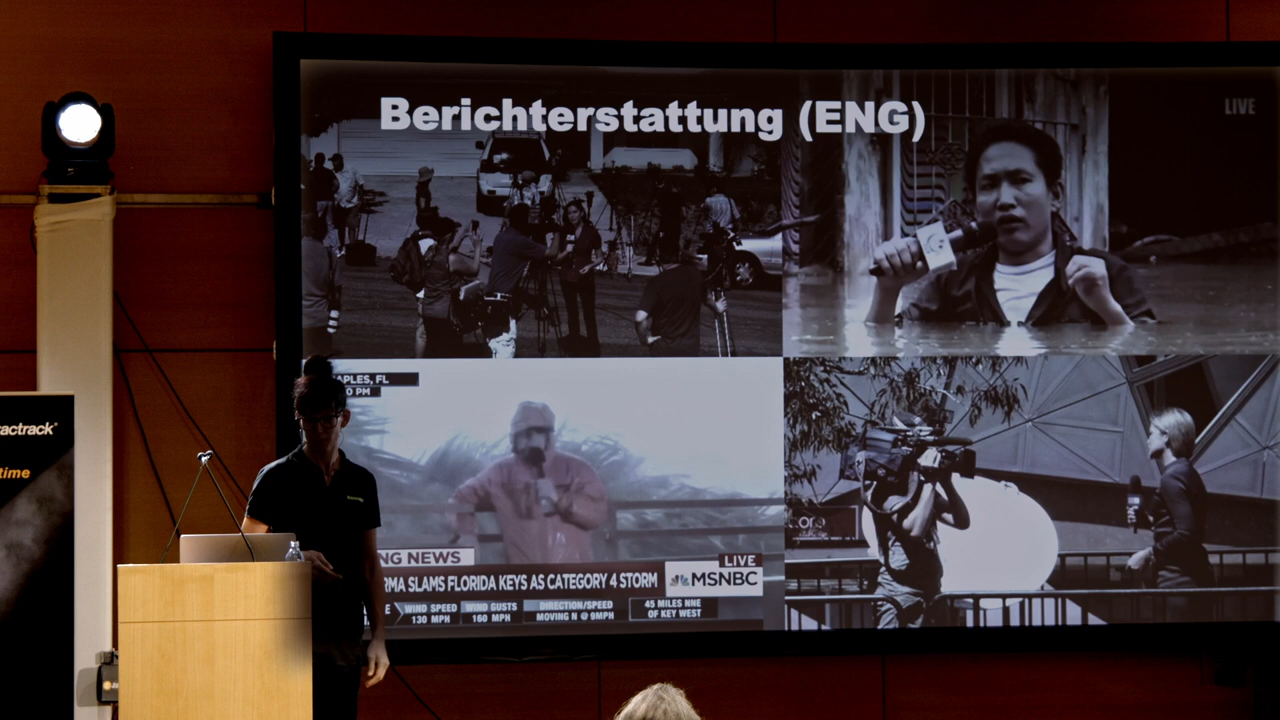 Berichterstattung (ENG)
LIVE
APLES, FL
0 PM
NG NEWS
LIVE
RMA SLAMS FLORIDA KEYS AS CATEGORY 4 STORM
MSNBC
E
WIND SPEED
130 MPH
WIND GUSTS
160 MPH
DIRECTION/SPEED
MOVING N @ 9MPH
45 MILES NNE
OF KEY WEST
actrack
time